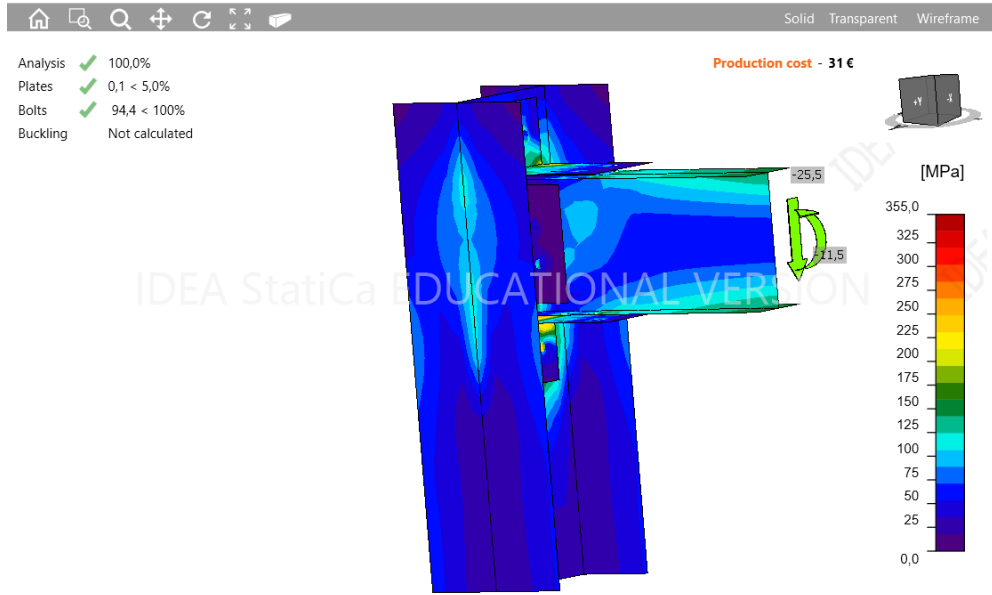 Solid Transparent Wireframe
Analysis 100,0%
Plates 0,1 < 5,0%
Bolts 94,4 < 100%
Buckling Not calculated
Production cost - 31 €
+Y -X
[MPa]
-25,5
-11,5
355,0
325
300
275
250
225
200
175
150
125
100
75
50
25
0,0
IDEA StatiCa EDUCATIONAL VERSION
IDE
IDE